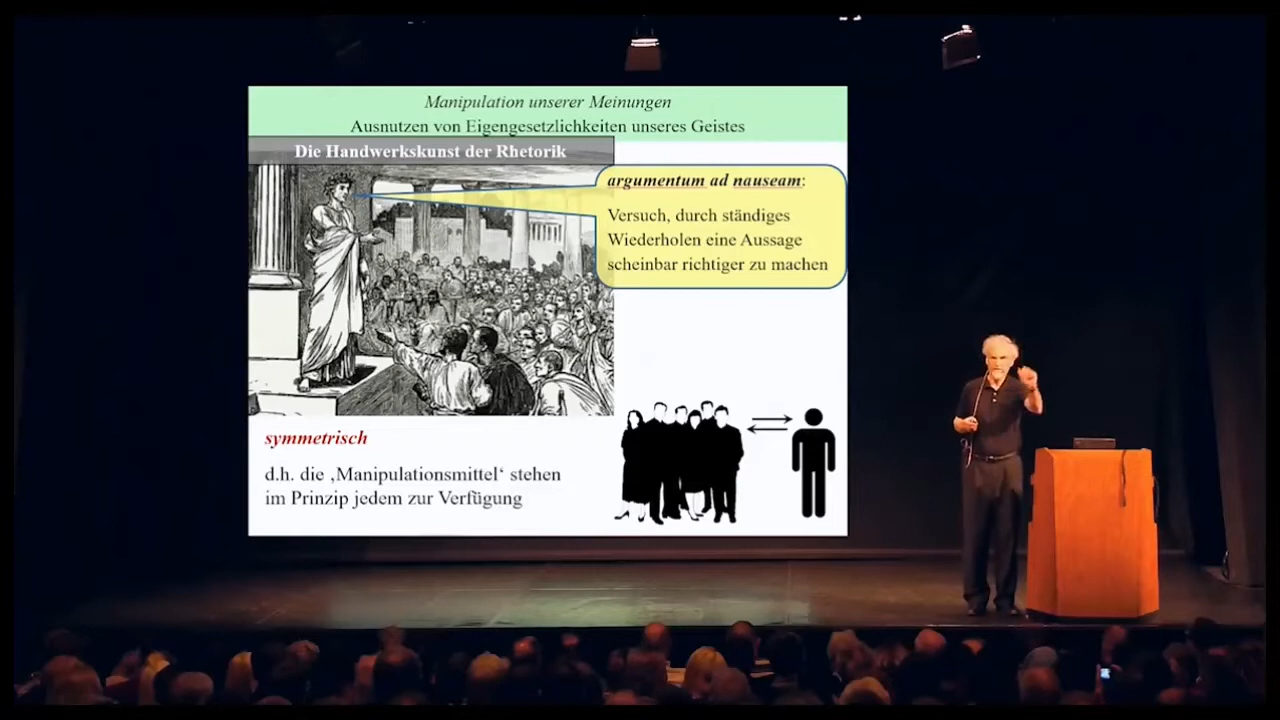 Manipulation unserer Meinungen
Ausnutzen von Eigengesetzlichkeiten unseres Geistes
Die Handwerkskunst der Rhetorik
argumentum ad nauseam:
Versuch, durch ständiges
Wiederholen eine Aussage
scheinbar richtiger zu machen
symmetrisch
d.h. die ‚Manipulationsmittel‘ stehen
im Prinzip jedem zur Verfügung